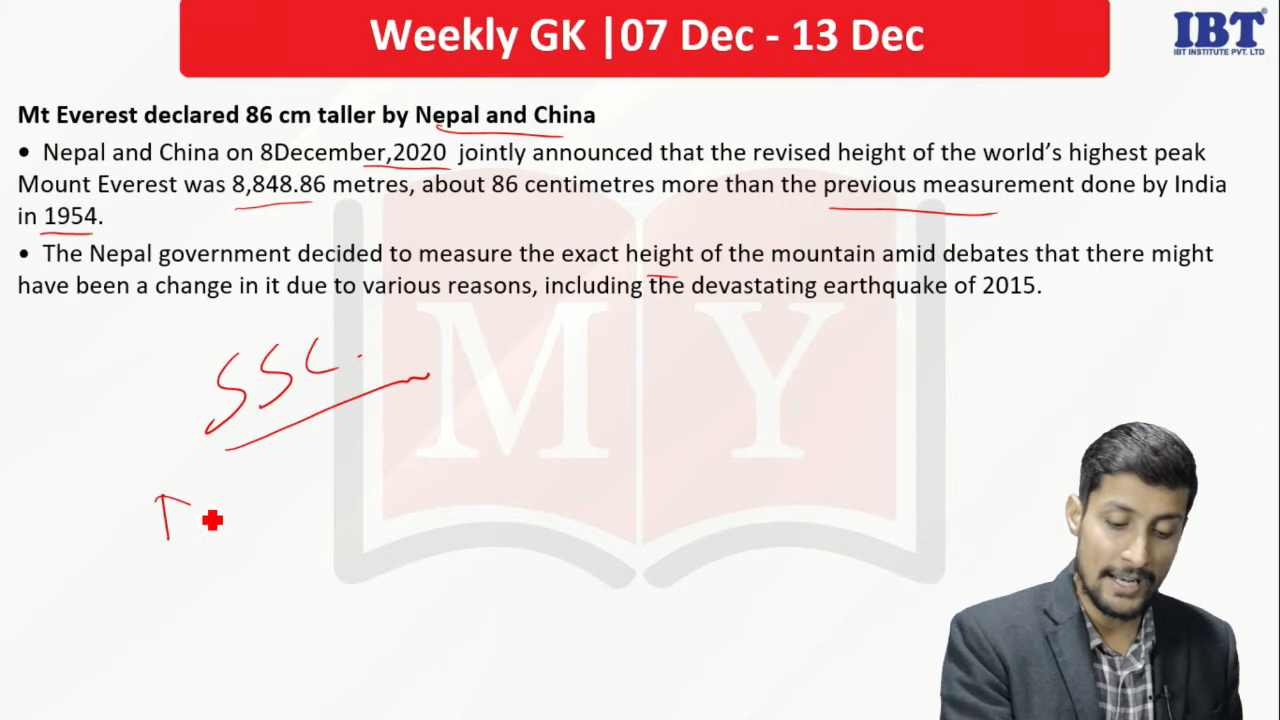 Weekly GK |07 Dec - 13 Dec
IBT
IBT INSTITUTE PVT. LTD
Mt Everest declared 86 cm taller by Nepal and China
• Nepal and China on 8December,2020 jointly announced that the revised height of the world’s highest peak
Mount Everest was 8,848.86 metres, about 86 centimetres more than the previous measurement done by India
in 1954.
• The Nepal government decided to measure the exact height of the mountain amid debates that there might
have been a change in it due to various reasons, including the devastating earthquake of 2015.
SSC
M Y